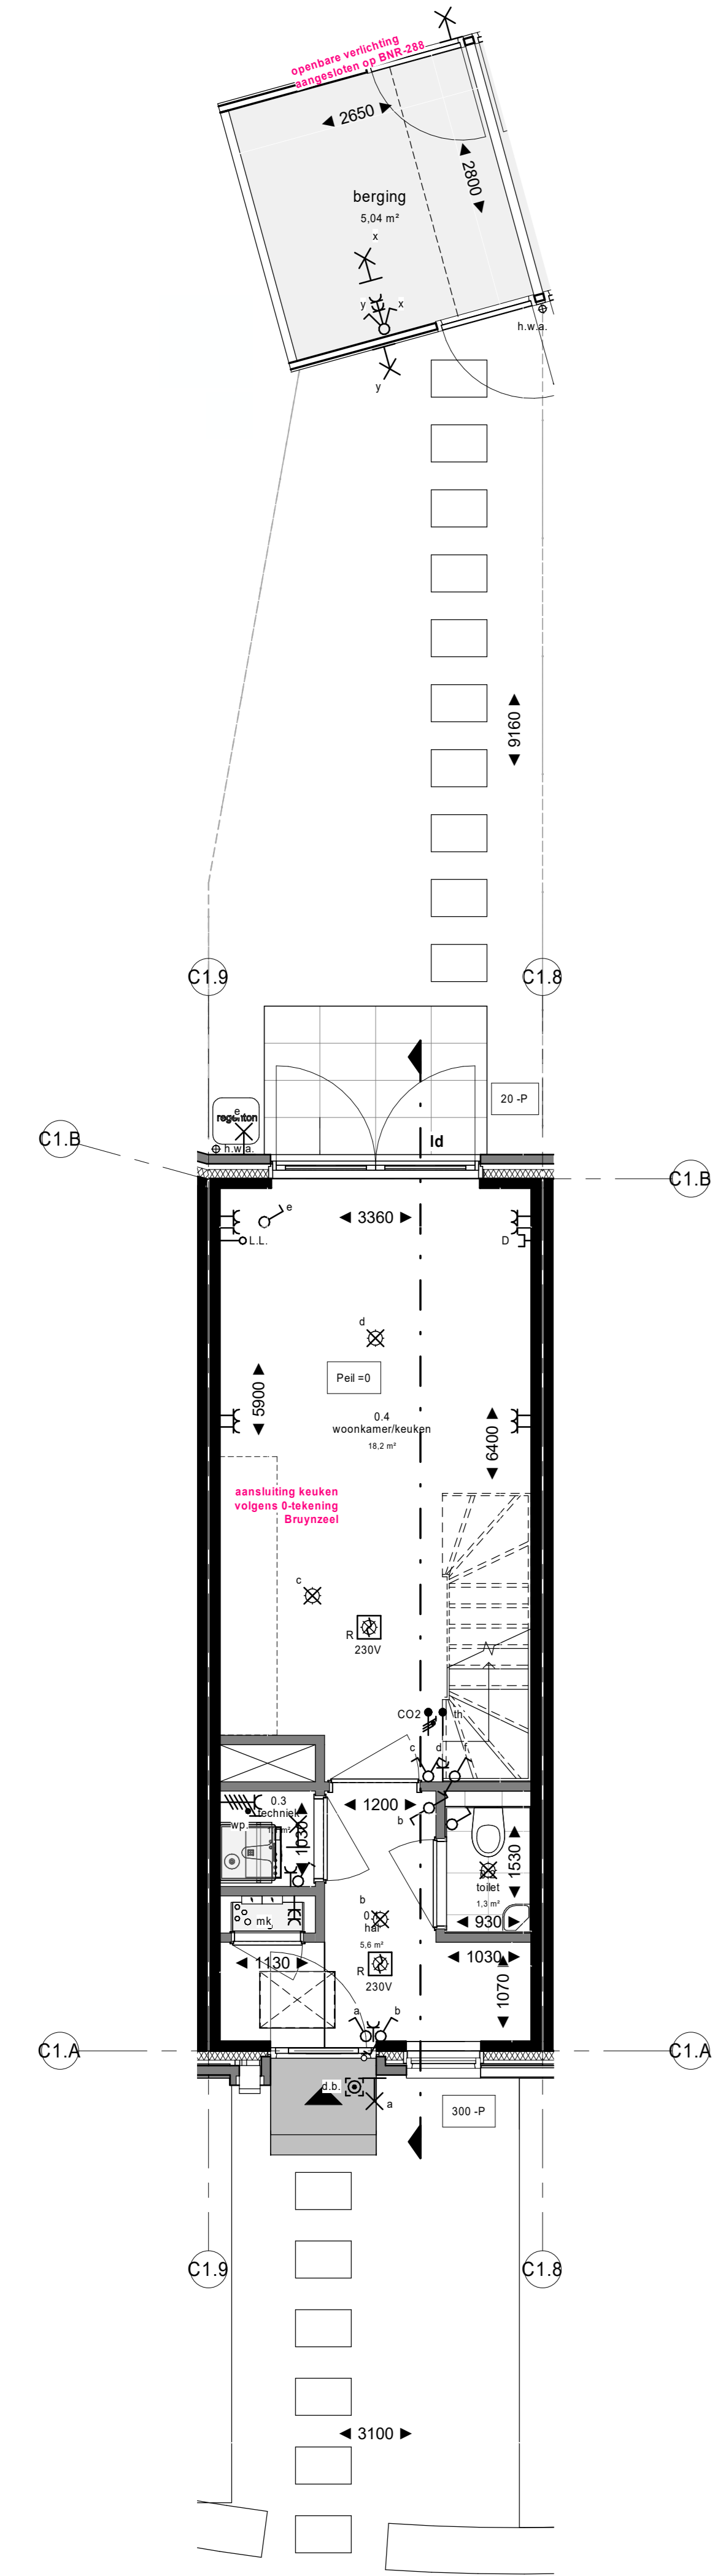 openbare verlichting
aangesloten op BNR-288
2650
2800
berging
5,04 m²
x
y
x
h.w.a.
y
9160
C1.9
C1.8
20 -P
e
regenton
C1.B
h.w.a.
ld
C1.B
e
3360
L.L.
D
d
Peil =0
5900
0.4
woonkamer/keuken
18,2 m²
6400
aansluiting keuken
volgens 0-tekening
Bruynzeel
c
R
230V
CO2
th.
c
d
f
0.3
techniek
wp.
1030
1200
b
1530
toilet
1,3 m²
b
hal
5,6 m²
mk
930
1030
1130
R
230V
1070
a
b
C1.A
C1.A
d.b.
a
300 -P
C1.9
C1.8
3100